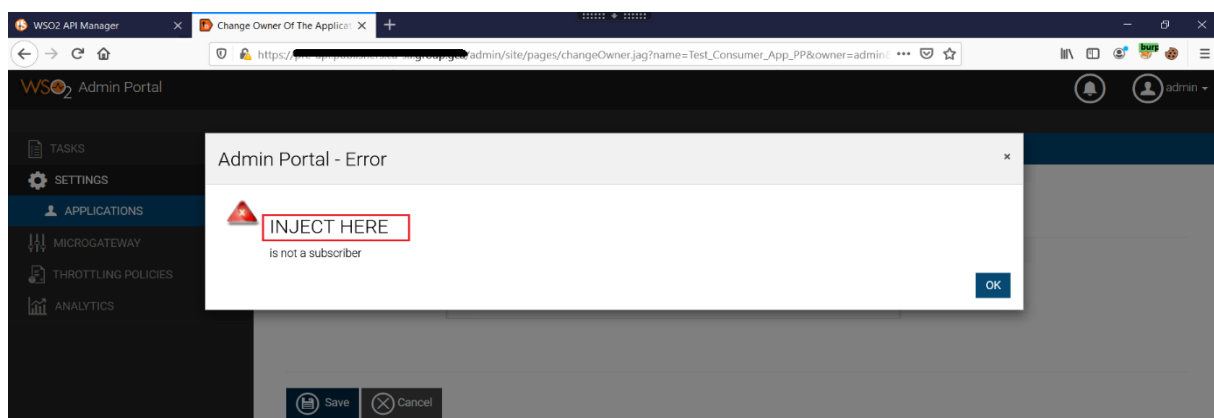 WSO2 API Manager
Change Owner Of The Applicat
https://
/admin/site/pages/changeOwner.jag?name=Test_Consumer_App_PP&owner=admin
burp
WSO2 Admin Portal
admin
TASKS
SETTINGS
APPLICATIONS
MICROGATEWAY
THROTTLING POLICIES
ANALYTICS
Admin Portal - Error
×
INJECT HERE
is not a subscriber
OK
Save
Cancel